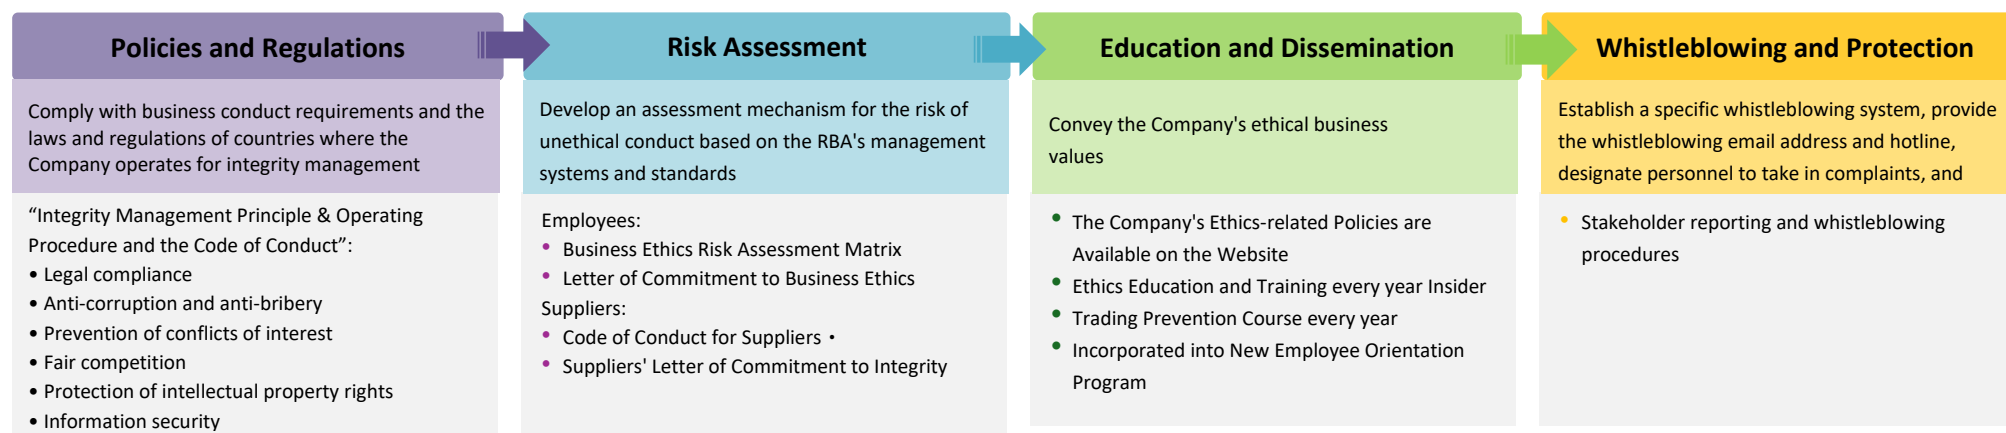 Policies and Regulations
Comply with business conduct requirements and the
laws and regulations of countries where the
Company operates for integrity management
“Integrity Management Principle & Operating
Procedure and the Code of Conduct”:
• Legal compliance
• Anti-corruption and anti-bribery
• Prevention of conflicts of interest
• Fair competition
• Protection of intellectual property rights
• Information security
Risk Assessment
Develop an assessment mechanism for the risk of
unethical conduct based on the RBA's management
systems and standards
Employees:
• Business Ethics Risk Assessment Matrix
• Letter of Commitment to Business Ethics
Suppliers:
• Code of Conduct for Suppliers •
• Suppliers' Letter of Commitment to Integrity
Education and Dissemination
Convey the Company's ethical business
values
• The Company's Ethics-related Policies are
Available on the Website
• Ethics Education and Training every year Insider
• Trading Prevention Course every year
• Incorporated into New Employee Orientation
Program
Whistleblowing and Protection
Establish a specific whistleblowing system, provide
the whistleblowing email address and hotline,
designate personnel to take in complaints, and
• Stakeholder reporting and whistleblowing
procedures